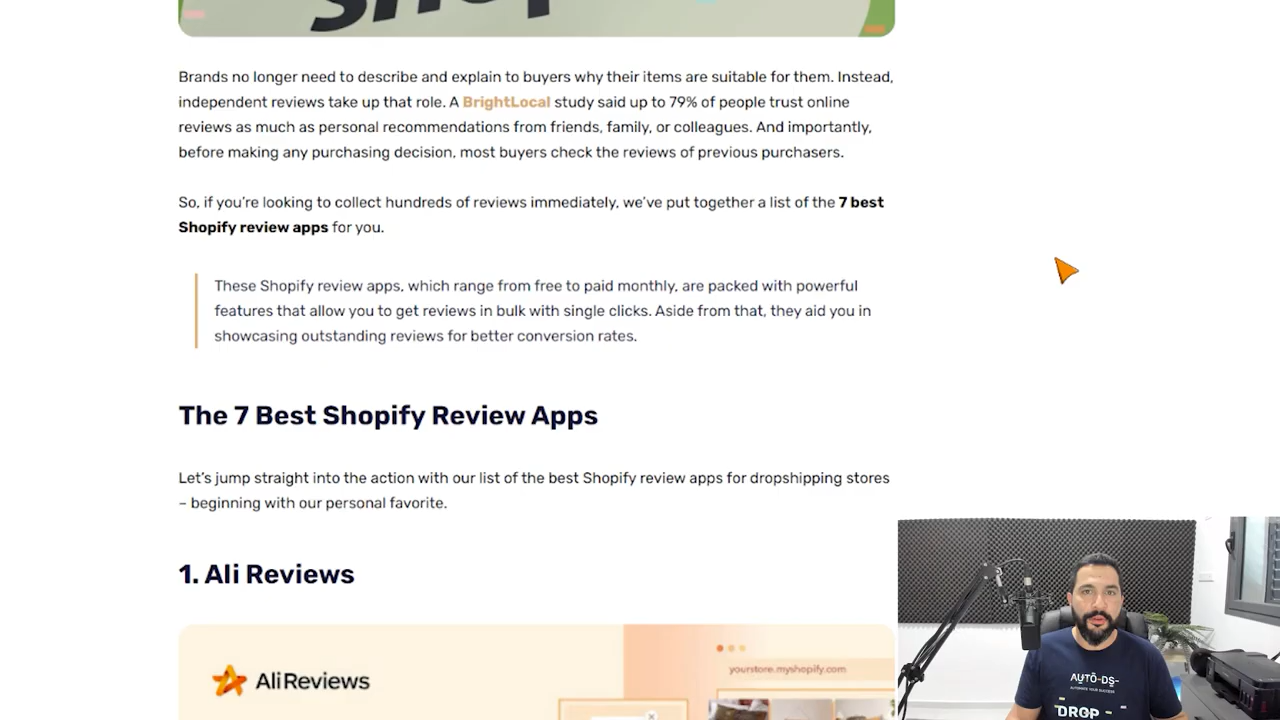 Brands no longer need to describe and explain to buyers why their items are suitable for them. Instead,
independent reviews take up that role. A BrightLocal study said up to 79% of people trust online
reviews as much as personal recommendations from friends, family, or colleagues. And importantly,
before making any purchasing decision, most buyers check the reviews of previous purchasers.
So, if you’re looking to collect hundreds of reviews immediately, we’ve put together a list of the 7 best
Shopify review apps for you.
These Shopify review apps, which range from free to paid monthly, are packed with powerful
features that allow you to get reviews in bulk with single clicks. Aside from that, they aid you in
showcasing outstanding reviews for better conversion rates.
The 7 Best Shopify Review Apps
Let’s jump straight into the action with our list of the best Shopify review apps for dropshipping stores
– beginning with our personal favorite.
1. Ali Reviews
AliReviews
yourstore.myshopify.com
AUTO-DS-
AUTOMATE YOUR SUCCESS
DROP